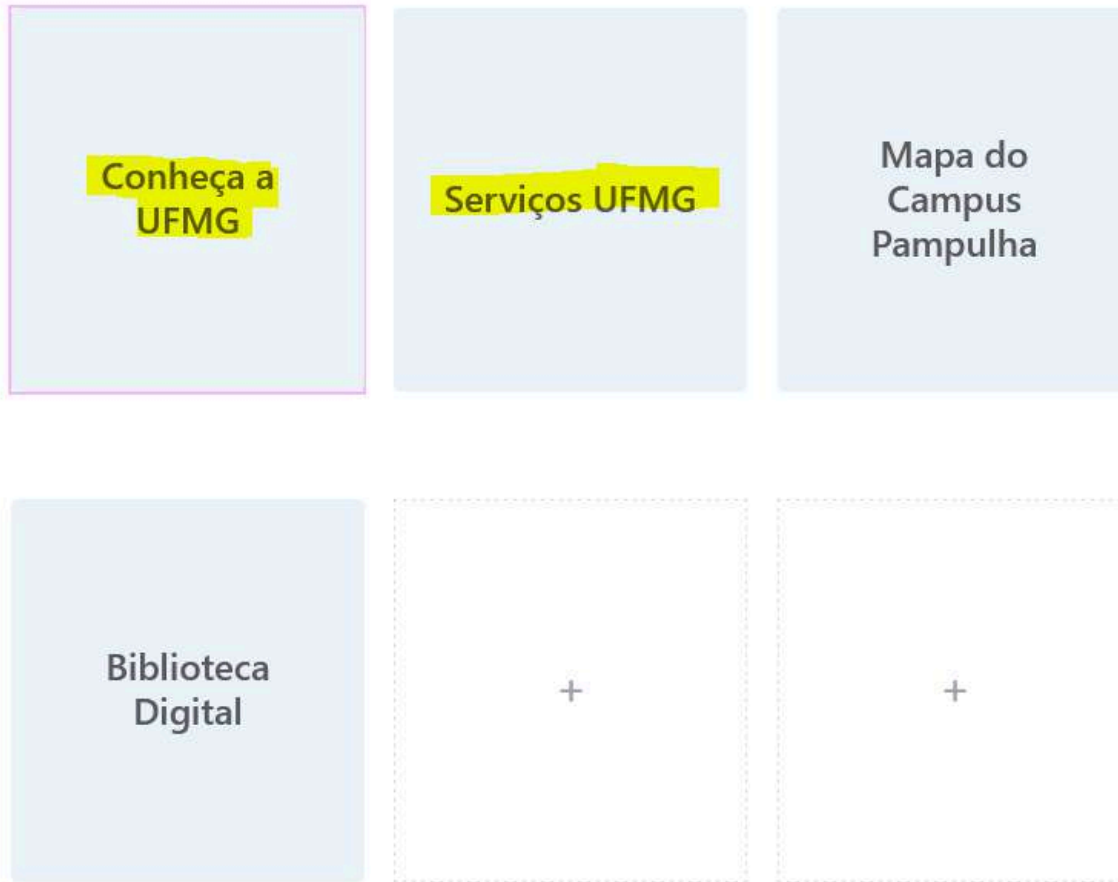 Conheça a
UFMG
Serviços UFMG
Mapa do
Campus
Pampulha
Biblioteca
Digital
+
+